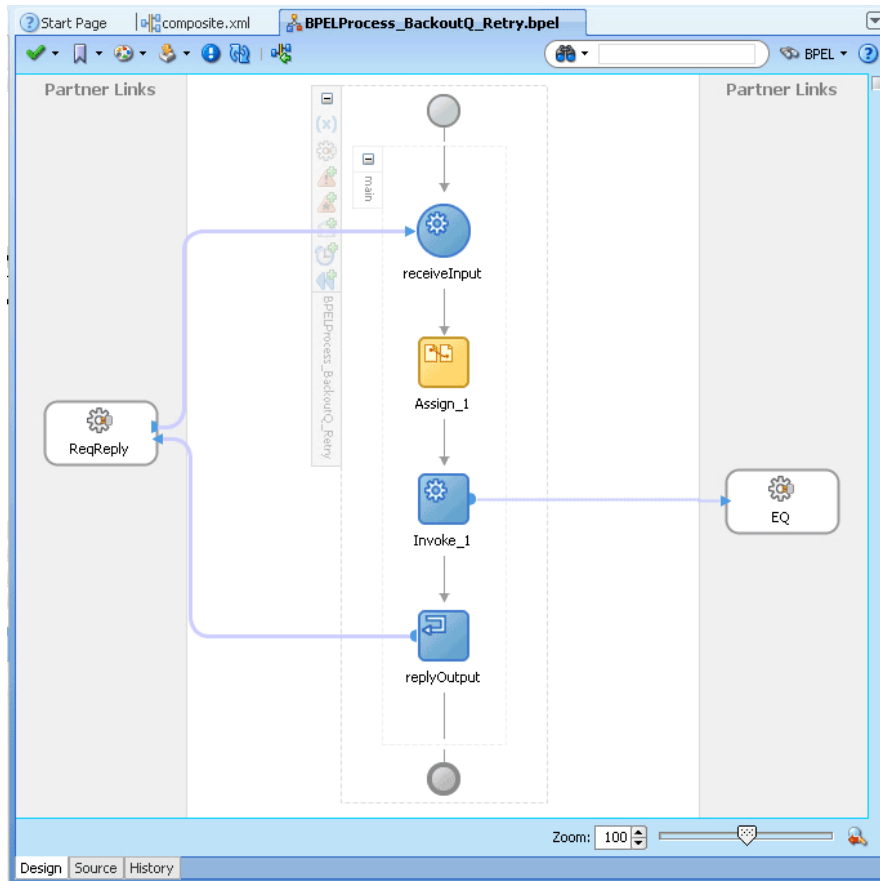 Start Page composite.xml BPELProcess_BackoutQ_Retry.bpel
BPEL
Partner Links
Partner Links
(x)
main
receiveInput
BPELProcess_BackoutQ_Retry
Assign_1
ReqReply
Invoke_1
EQ
replyOutput
Zoom: 100
Design Source History